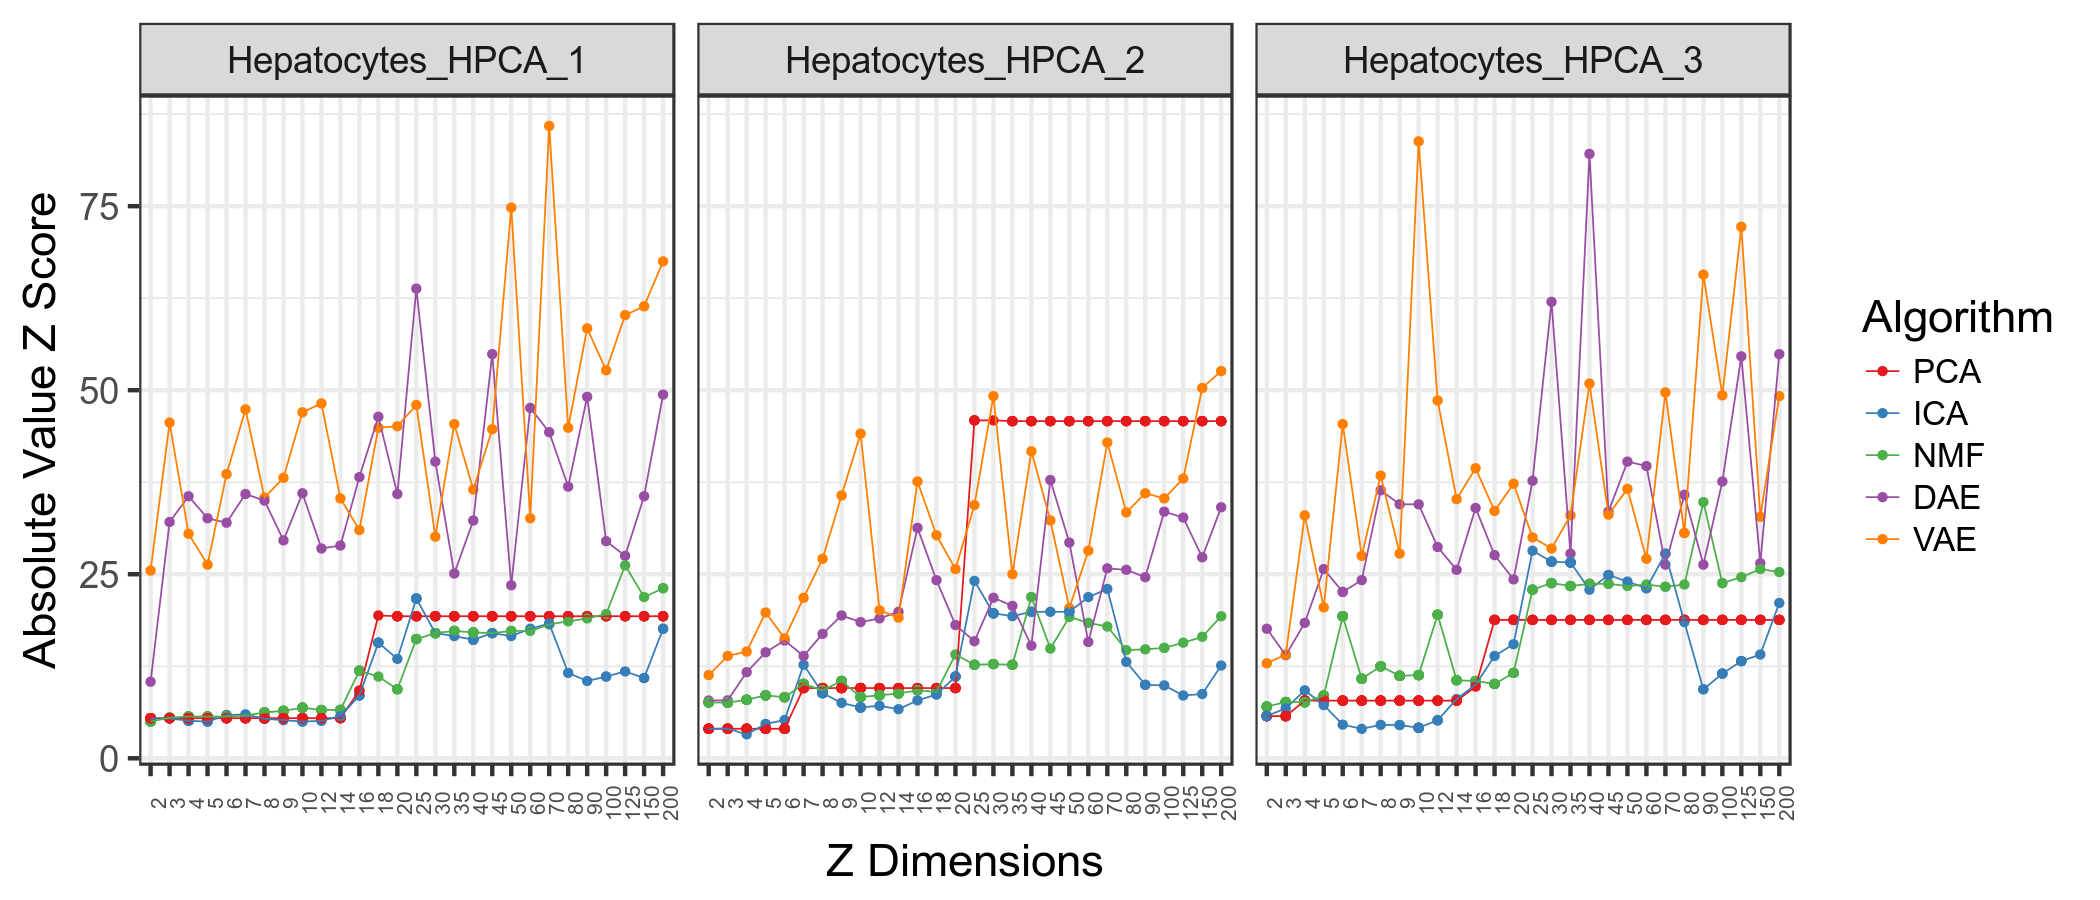 Hepatocytes_HPCA_1 Hepatocytes_HPCA_2 Hepatocytes_HPCA_3
Absolute Value Z Score
75
50
25
0
2 3 4 5 6 7 8 9 10 12 14 16 18 20 25 30 35 40 45 50 60 70 80 90 100 125 150 200
2 3 4 5 6 7 8 9 10 12 14 16 18 20 25 30 35 40 45 50 60 70 80 90 100 125 150 200
2 3 4 5 6 7 8 9 10 12 14 16 18 20 25 30 35 40 45 50 60 70 80 90 100 125 150 200
Z Dimensions
Algorithm
PCA
ICA
NMF
DAE
VAE